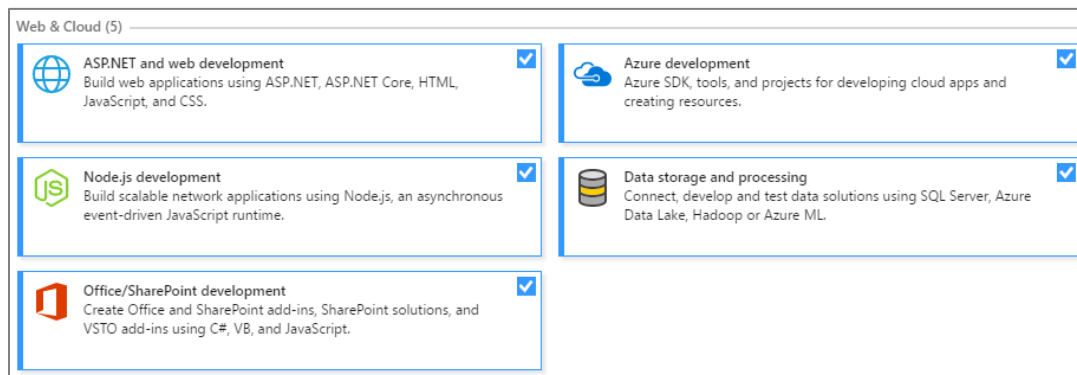 Web & Cloud (5)
ASP.NET and web development
Build web applications using ASP.NET, ASP.NET Core, HTML,
JavaScript, and CSS.
Azure development
Azure SDK, tools, and projects for developing cloud apps and
creating resources.
JS
Node.js development
Build scalable network applications using Node.js, an asynchronous
event-driven JavaScript runtime.
Data storage and processing
Connect, develop and test data solutions using SQL Server, Azure
Data Lake, Hadoop or Azure ML.
Office/SharePoint development
Create Office and SharePoint add-ins, SharePoint solutions, and
VSTO add-ins using C#, VB, and JavaScript.